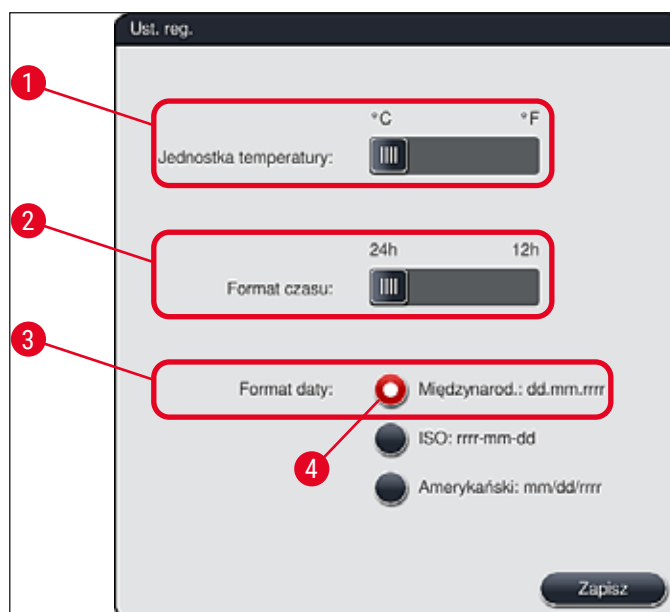 Ust. reg.
1
°C °F
Jednostka temperatury:
2
24h 12h
Format czasu:
3
Format daty: Międzynarod.: dd.mm.rrrr
ISO: rrrr-mm-dd
4
Amerykański: mm/dd/rrrr
Zapisz